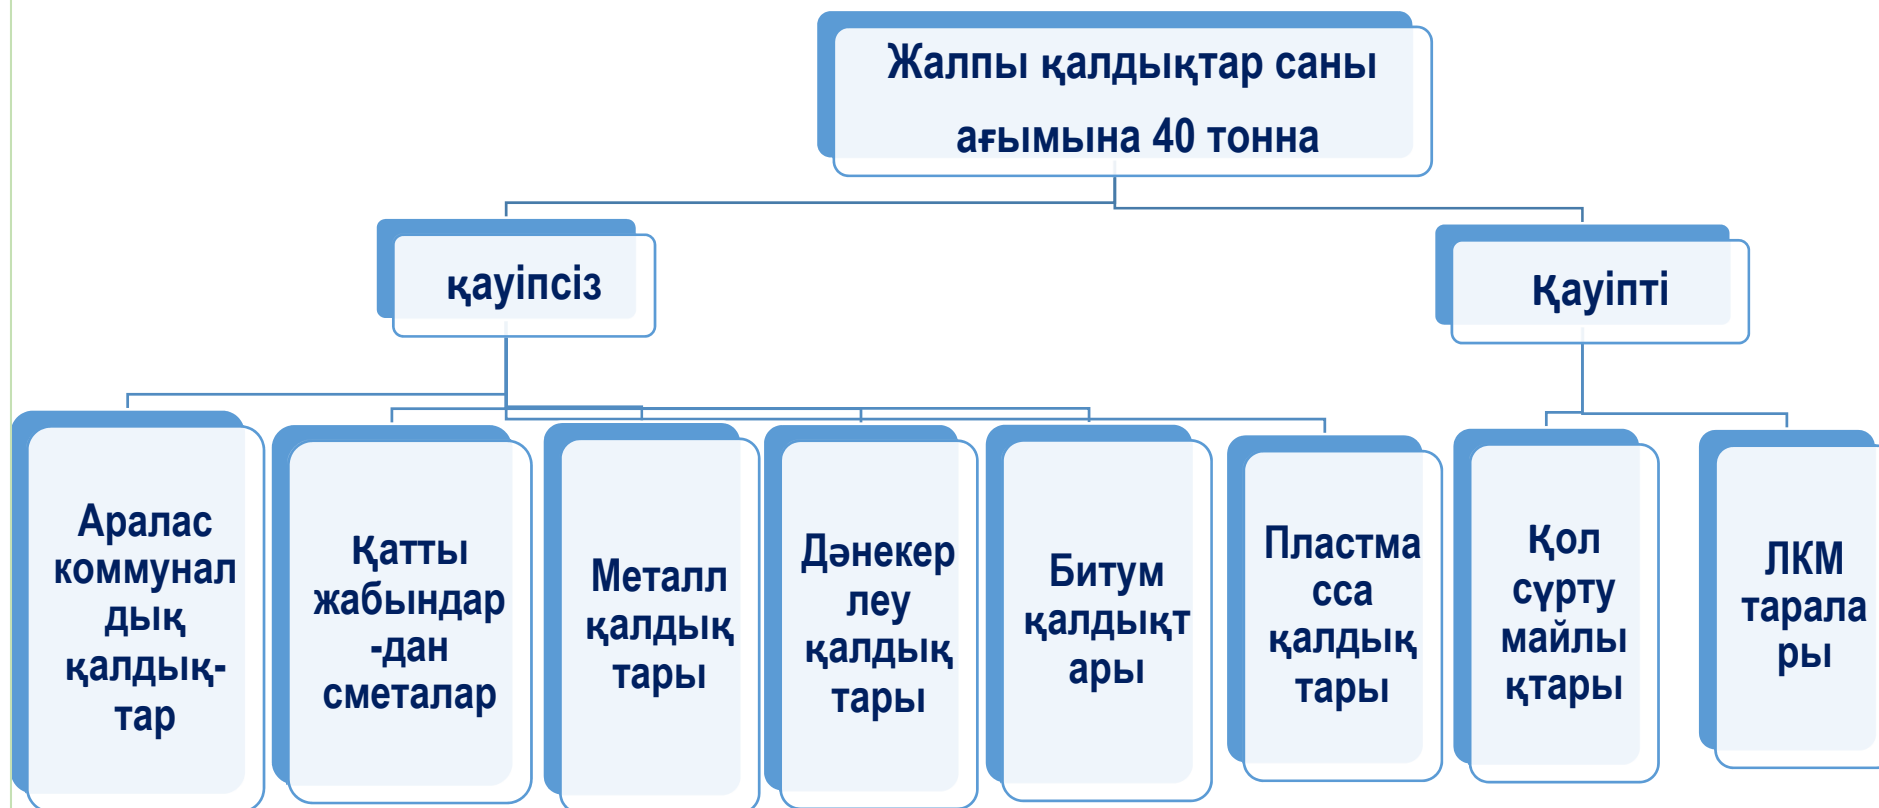 Жалпы қалдықтар саны
ағымына 40 тонна
қауіпсіз
Қауіпті
Аралас
коммунал
дық
қалдық-
тар
Қатты
жабындар
-дан
сметалар
Металл
қалдық
тары
Дәнекер
леу
қалдық
тары
Битум
қалдықт
ары
Пластма
сса
қалдық
тары
Қол
сүрту
майлы
қтары
ЛКМ
тарала
ры